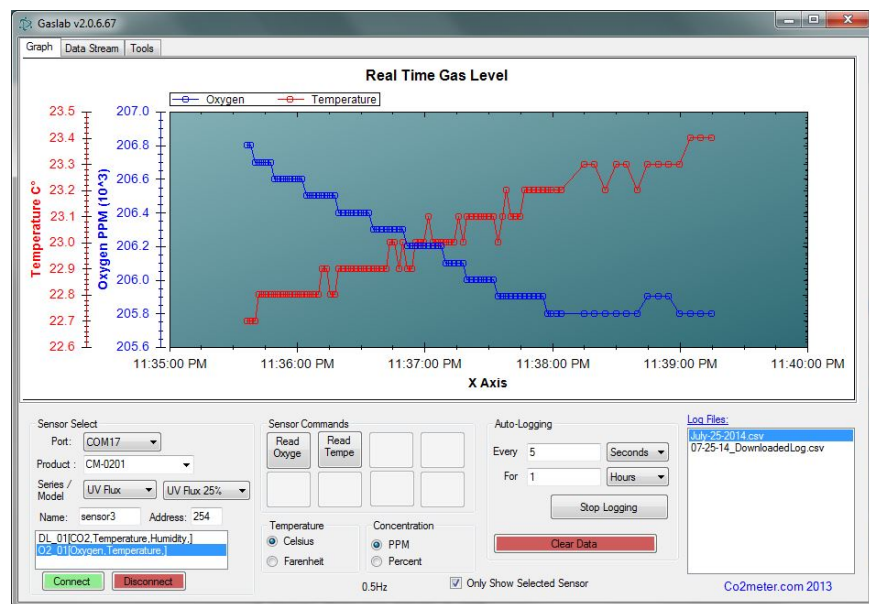 Gaslab v2.0.6.67
Graph Data Stream Tools
Real Time Gas Level
Oxygen Temperature
23.5 207.0
23.4 206.8
23.3
23.2 206.6
23.1 206.4
23.0 206.2
22.9 206.0
22.8
22.7 205.8
22.6 205.6
Temperature C°
Oxygen PPM (10^3)
11:35:00 PM 11:36:00 PM 11:37:00 PM 11:38:00 PM 11:39:00 PM 11:40:00 PM
X Axis
Sensor Select
Port: COM17
Product : CM-0201
Series / Model UV Flux UV Flux 25%
Name: sensor3 Address: 254
DL_01[CO2,Temperature,Humidity,]
O2_01[Oxygen,Temperature,]
Connect Disconnect
Sensor Commands
Read Oxyge Read Tempe
Temperature
Celsius
Farenheit
Concentration
PPM
Percent
0.5Hz
Only Show Selected Sensor
Auto-Logging
Every 5 Seconds
For 1 Hours
Stop Logging
Clear Data
Log Files:
July-25-2014.csv
07-25-14_DownloadedLog.csv
Co2meter.com 2013